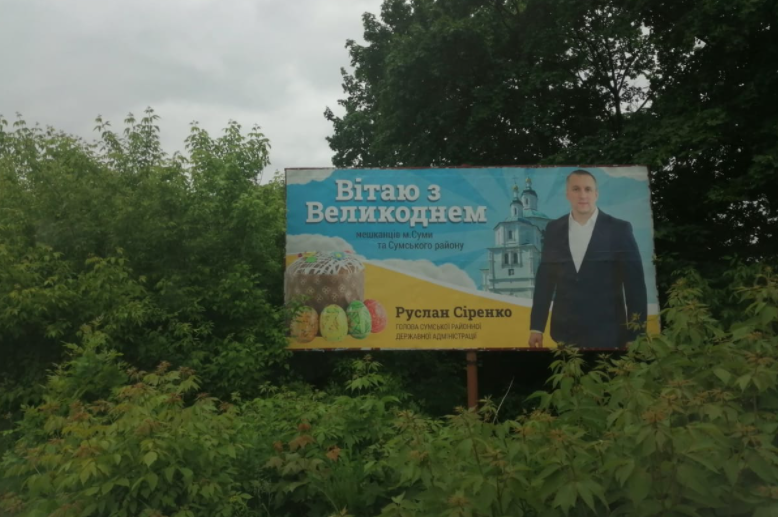 Вітаю з
Великоднем
мешканців м.Суми
та Сумського району
Руслан Сіренко
ГОЛОВА СУМСЬКОЇ РАЙОННОЇ
ДЕРЖАВНОЇ АДМІНІСТРАЦІЇ